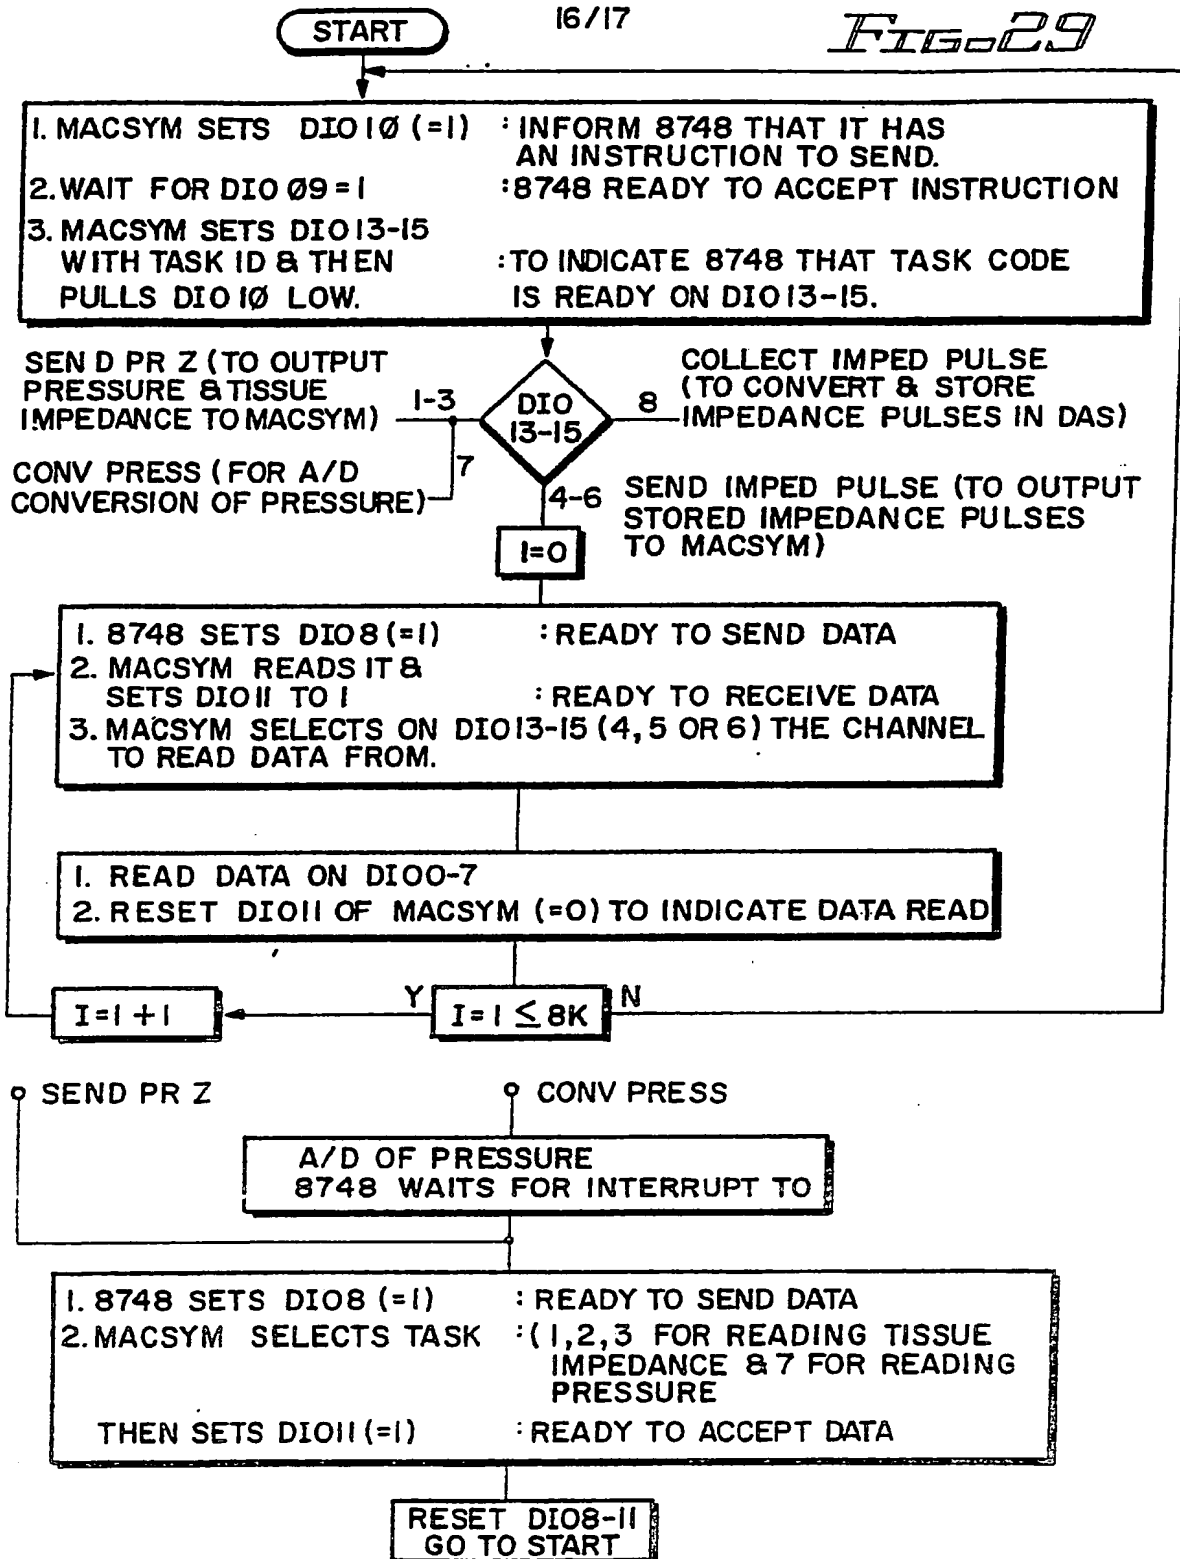 START
16/17
FIG. 29
1. MACSYM SETS DIO 1Ø (=1) : INFORM 8748 THAT IT HAS
AN INSTRUCTION TO SEND.
2. WAIT FOR DIO Ø9 = 1 : 8748 READY TO ACCEPT INSTRUCTION
3. MACSYM SETS DIO 13-15
WITH TASK ID & THEN : TO INDICATE 8748 THAT TASK CODE
PULLS DIO 1Ø LOW. IS READY ON DIO 13-15.
SEND PR Z (TO OUTPUT
PRESSURE & TISSUE
IMPEDANCE TO MACSYM)
1-3
DIO
13-15
8
COLLECT IMPED PULSE
(TO CONVERT & STORE
IMPEDANCE PULSES IN DAS)
CONV PRESS (FOR A/D
CONVERSION OF PRESSURE)
7
4-6
SEND IMPED PULSE (TO OUTPUT
STORED IMPEDANCE PULSES
TO MACSYM)
I=0
1. 8748 SETS DIO8 (=1) : READY TO SEND DATA
2. MACSYM READS IT &
SETS DIO11 TO 1 : READY TO RECEIVE DATA
3. MACSYM SELECTS ON DIO13-15 (4,5 OR 6) THE CHANNEL
TO READ DATA FROM.
1. READ DATA ON DIO0-7
2. RESET DIO11 OF MACSYM (=0) TO INDICATE DATA READ
I=1+1
Y
I=1 ≤ 8K
N
SEND PR Z
CONV PRESS
A/D OF PRESSURE
8748 WAITS FOR INTERRUPT TO
1. 8748 SETS DIO8 (=1) : READY TO SEND DATA
2. MACSYM SELECTS TASK : (1,2,3 FOR READING TISSUE
IMPEDANCE & 7 FOR READING
PRESSURE
THEN SETS DIO11 (=1) : READY TO ACCEPT DATA
RESET DIO8-11
GO TO START